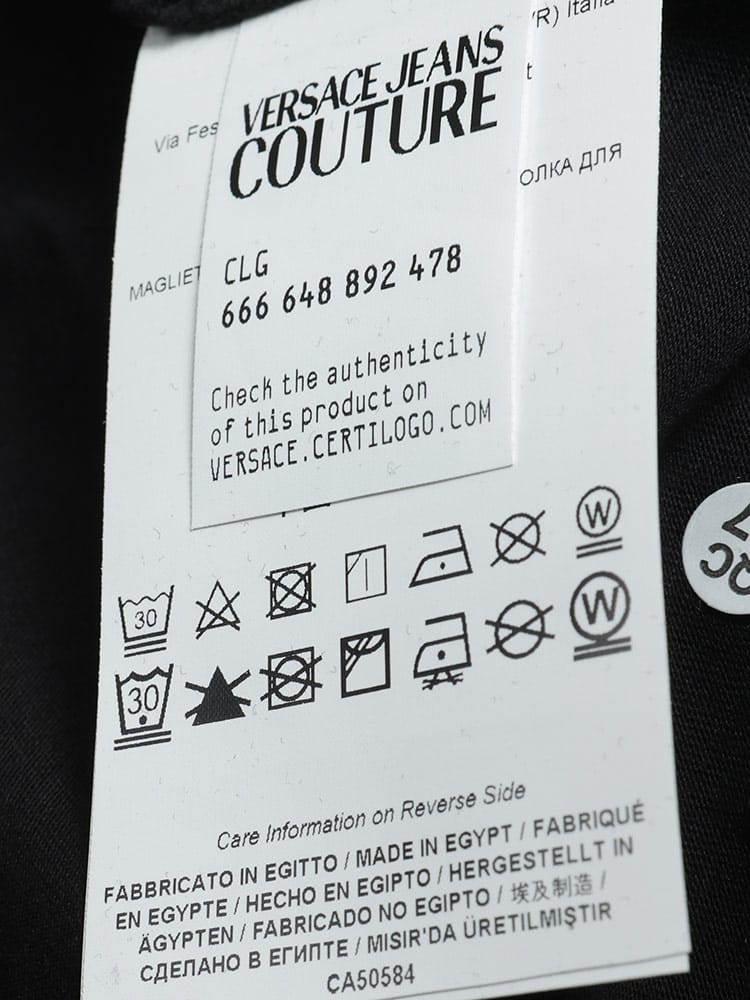 R) Italia
Via Fes
VERSACE JEANS
COUTURE
ОЛКА ДЛЯ
MAGLIET
CLG
666 648 892 478
Check the authenticity
of this product on
VERSACE.CERTILOGO.COM
30 W
30 W
QC
Care Information on Reverse Side
FABBRICATO IN EGITTO / MADE IN EGYPT / FABRIQUÉ
EN EGYPTE / HECHO EN EGIPTO / HERGESTELLT IN
ÄGYPTEN / FABRICADO NO EGIPTO / 埃及制造 /
СДЕЛАНО В ЕГИПТЕ / MISIR'DA ÜRETILMIŞTIR
CA50584